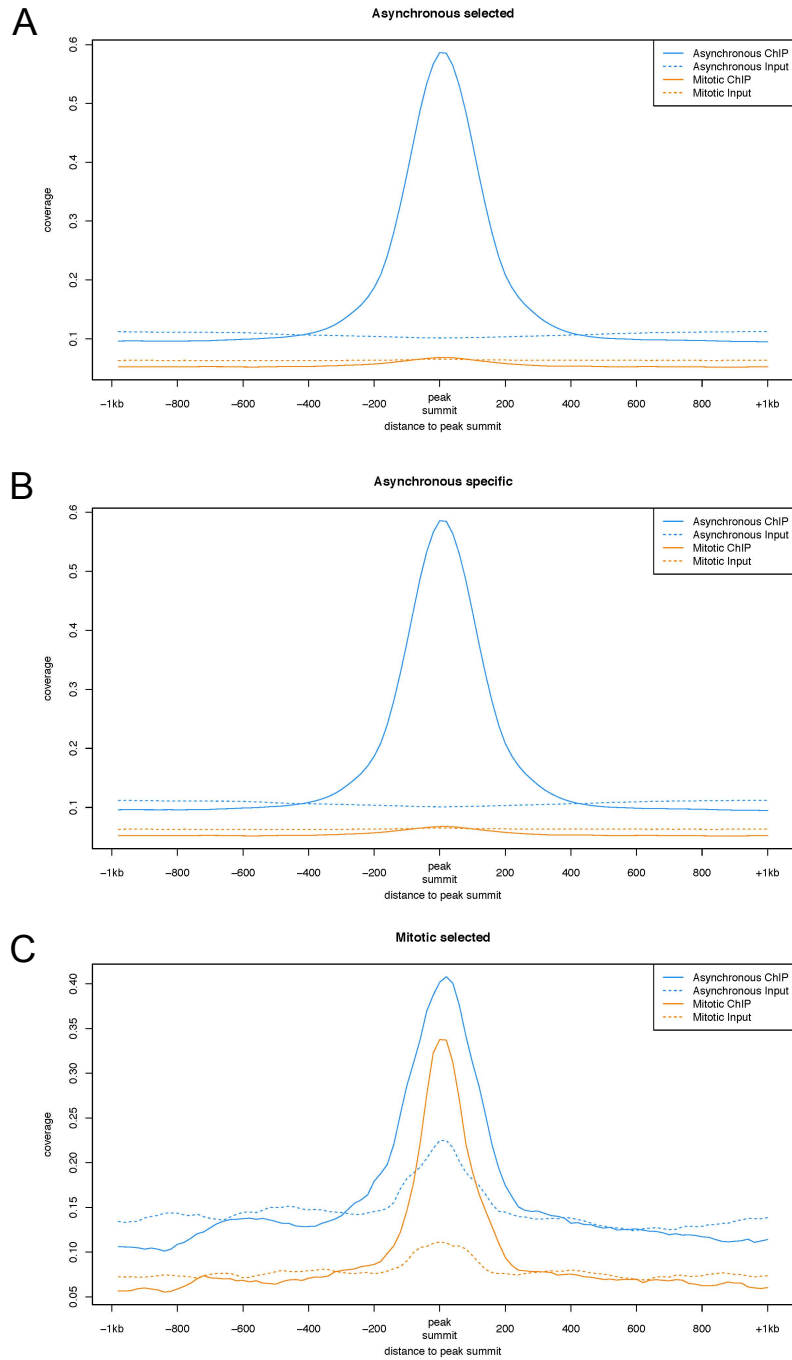 A
Asynchronous selected
Asynchronous ChIP
Asynchronous Input
Mitotic ChIP
Mitotic Input
0.6
0.5
0.4
0.3
0.2
0.1
coverage
−1kb −800 −600 −400 −200 peak summit 200 400 600 800 +1kb
distance to peak summit
B
Asynchronous specific
Asynchronous ChIP
Asynchronous Input
Mitotic ChIP
Mitotic Input
0.6
0.5
0.4
0.3
0.2
0.1
coverage
−1kb −800 −600 −400 −200 peak summit 200 400 600 800 +1kb
distance to peak summit
C
Mitotic selected
Asynchronous ChIP
Asynchronous Input
Mitotic ChIP
Mitotic Input
0.40
0.35
0.30
0.25
0.20
0.15
0.10
0.05
coverage
−1kb −800 −600 −400 −200 peak summit 200 400 600 800 +1kb
distance to peak summit